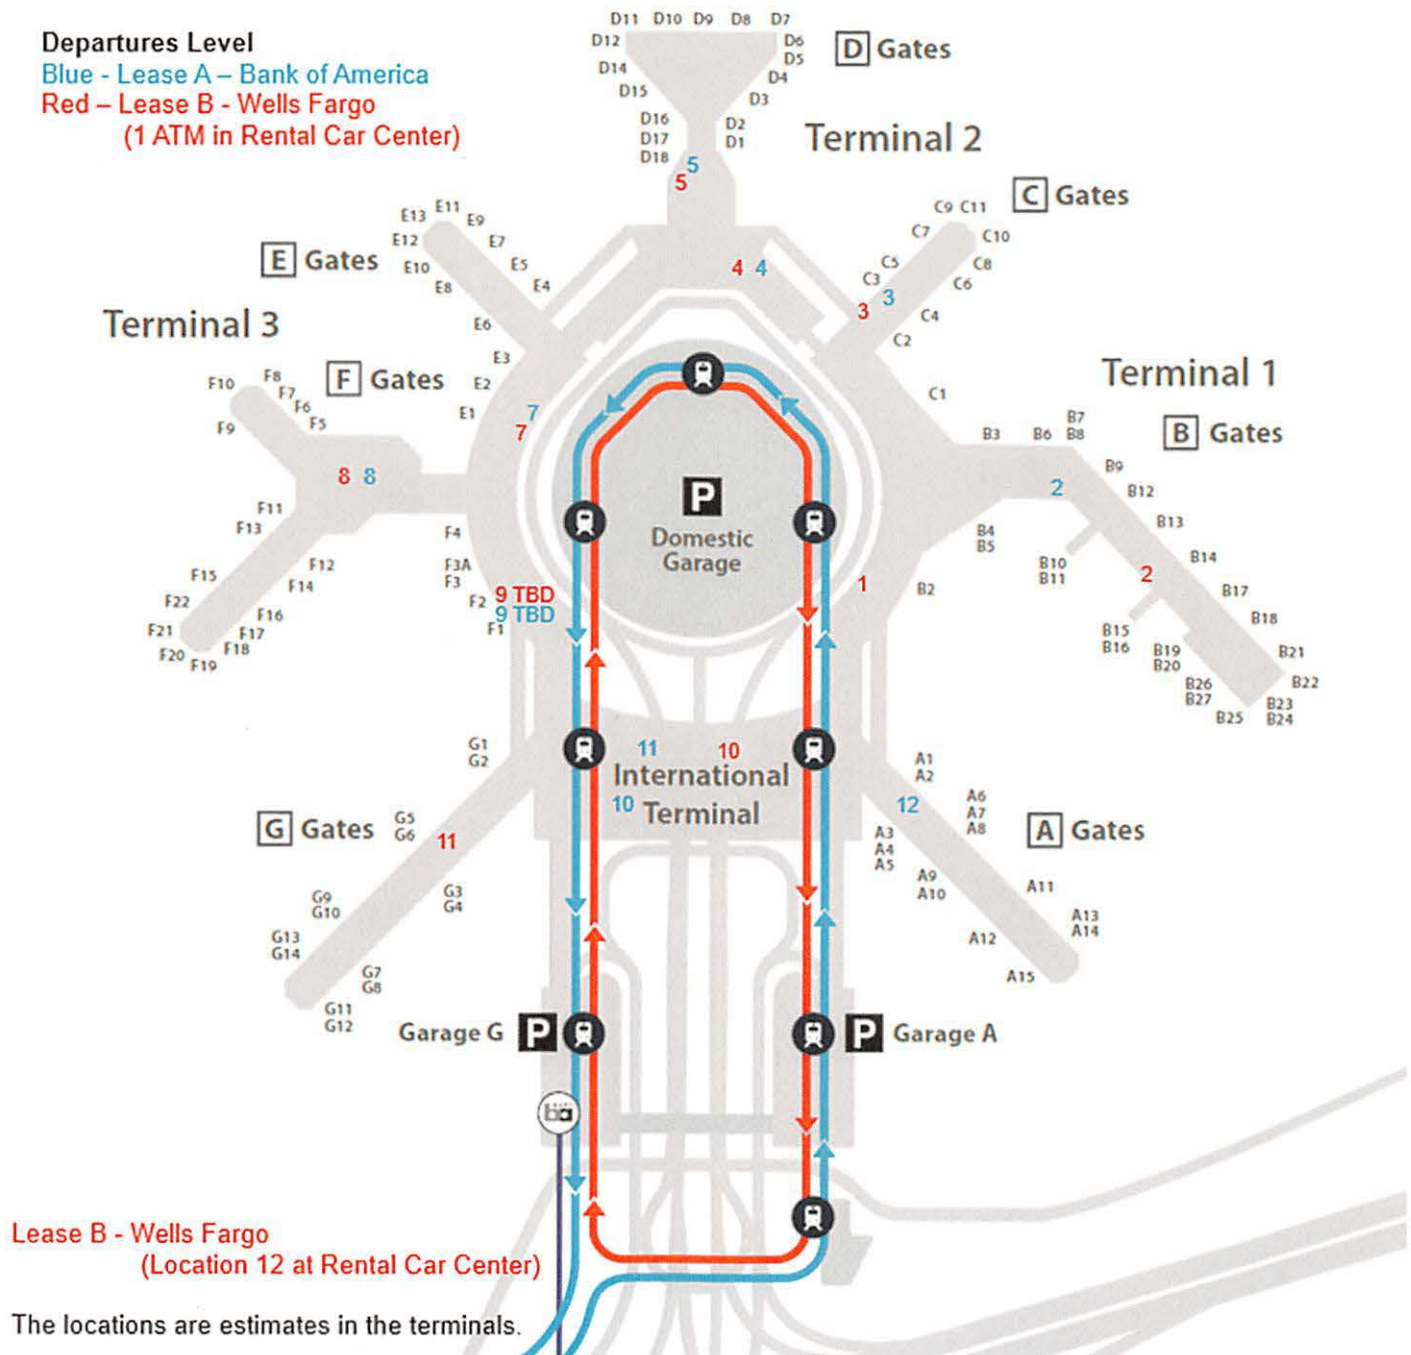 Departures Level
Blue - Lease A – Bank of America
Red – Lease B - Wells Fargo
(1 ATM in Rental Car Center)
D11 D10 D9 D8 D7
D12
D6
D5
D14
D4
D15
D3
D16
D17
D18
D2
D1
D Gates
Terminal 2
5
5
C Gates
C9 C11
C7
C10
C5
C8
C3
C6
C4
C2
C1
3
3
4 4
E Gates
E13
E11
E9
E12
E7
E10
E5
E8
E4
E6
E3
E2
E1
Terminal 3
F Gates
F10
F8
F7
F6
F5
F9
7
7
8 8
F11
F13
F4
F3A
F3
F2
F1
F12
F14
F15
F22
F16
F21
F17
F18
F20
F19
9 TBD
9 TBD
P
Domestic
Garage
Terminal 1
B Gates
B3
B6
B7
B8
B9
B12
2
B13
B4
B5
B14
B10
B11
2
B17
B2
1
B18
B15
B16
B19
B20
B21
B22
B26
B27
B23
B24
B25
G1
G2
11
10
International
10
Terminal
G Gates
G5
G6
11
G3
G4
G9
G10
G13
G14
G7
G8
G11
G12
A1
A2
12
A6
A7
A8
A Gates
A3
A4
A5
A9
A10
A11
A13
A14
A12
A15
Garage G P
P Garage A
ba
Lease B - Wells Fargo
(Location 12 at Rental Car Center)
The locations are estimates in the terminals.